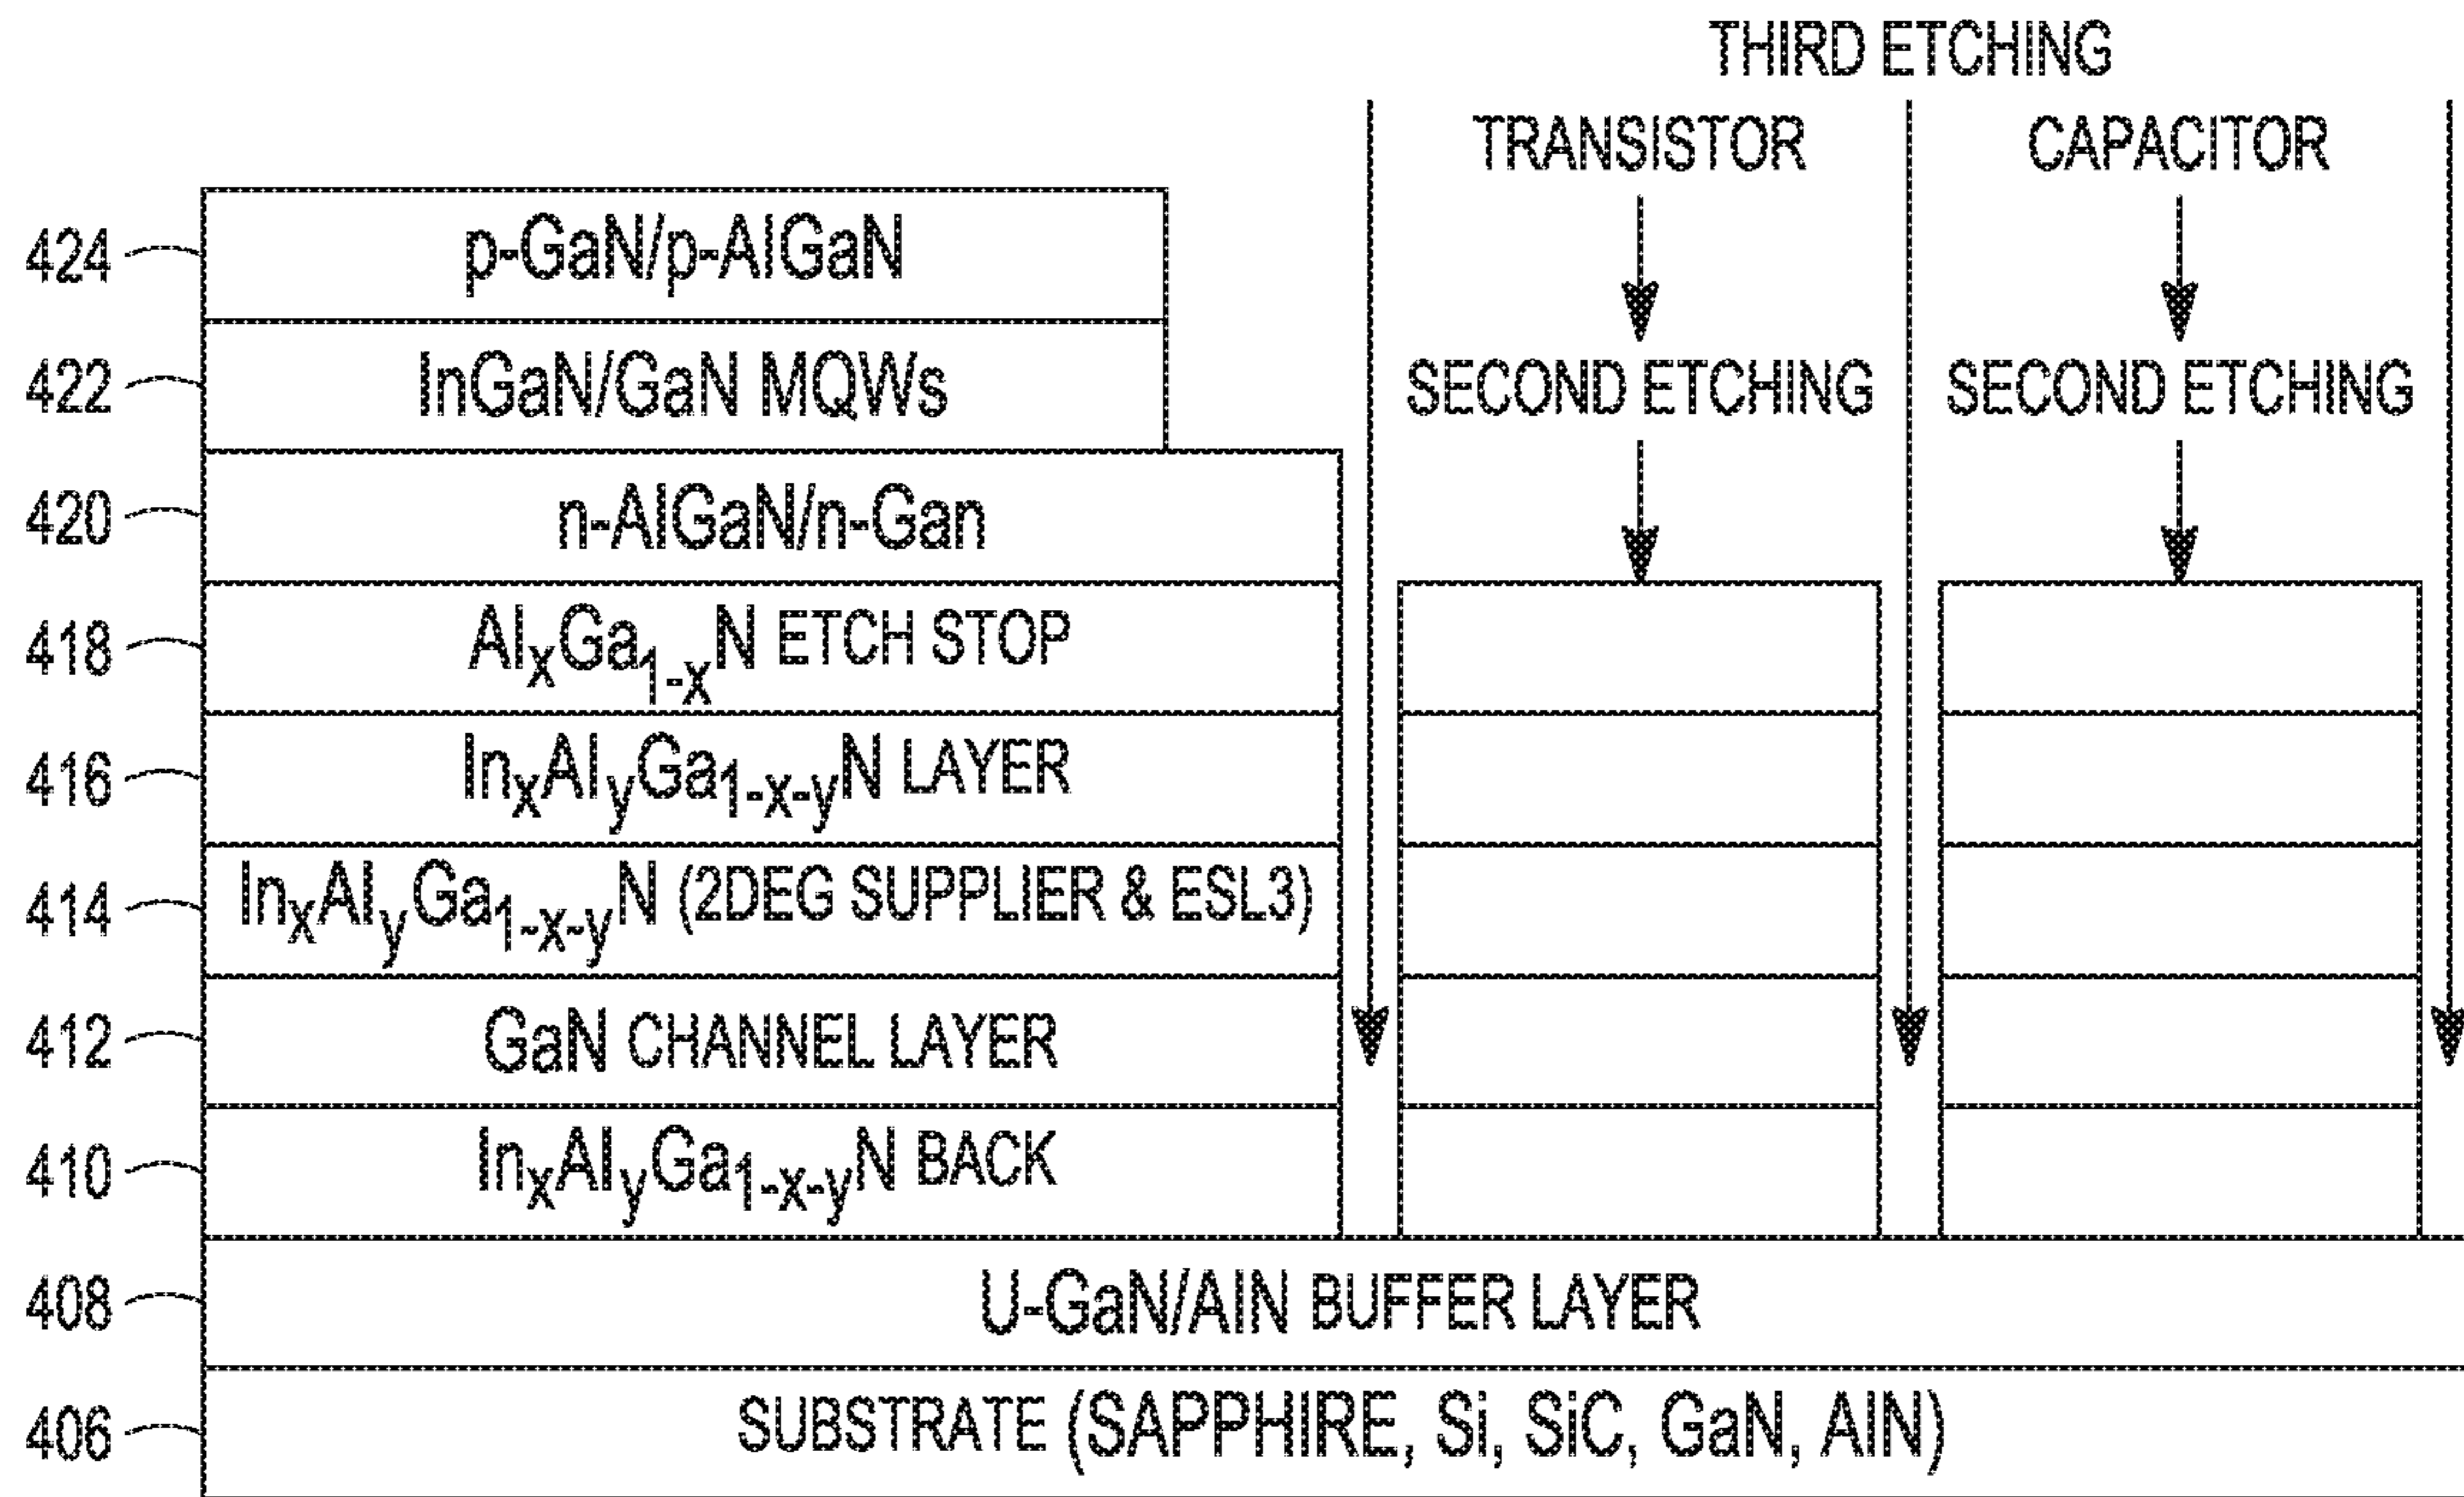 THIRD ETCHING
TRANSISTOR CAPACITOR
424 p-GaN/p-AlGaN
422 InGaN/GaN MQWs SECOND ETCHING SECOND ETCHING
420 n-AlGaN/n-Gan
418 AlxGa1-xN ETCH STOP
416 InxAlyGa1-x-yN LAYER
414 InxAlyGa1-x-yN (2DEG SUPPLIER & ESL3)
412 GaN CHANNEL LAYER
410 InxAlyGa1-x-yN BACK
408 U-GaN/AlN BUFFER LAYER
406 SUBSTRATE (SAPPHIRE, Si, SiC, GaN, AlN)